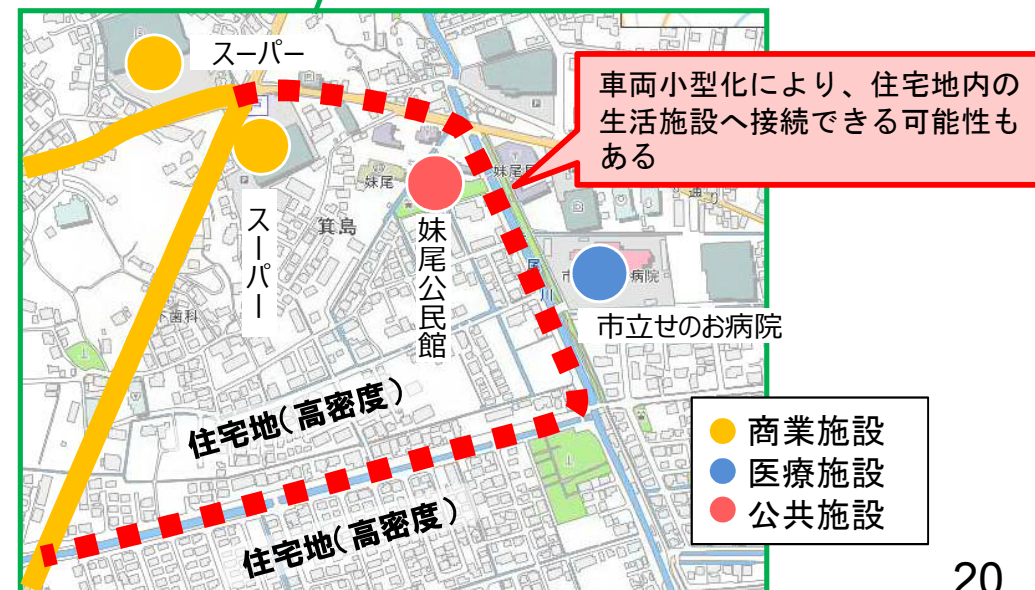 スーパー
車両小型化により、住宅地内の
生活施設へ接続できる可能性も
ある
妹尾
箕島
スーパー
妹尾公民館
病院
市立せのお病院
住宅地(高密度)
住宅地(高密度)
商業施設
医療施設
公共施設
20